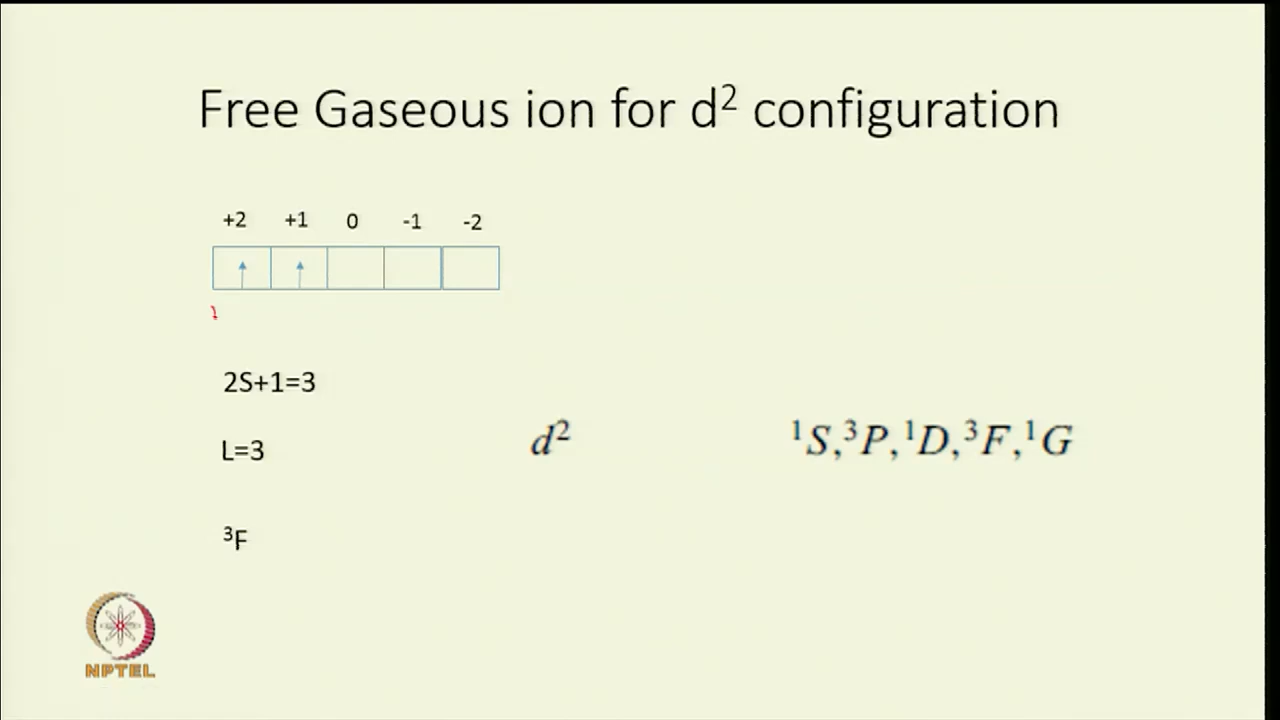 Free Gaseous ion for d² configuration
+2 +1 0 -1 -2
2S+1=3
L=3
d² ¹S,³P,¹D,³F,¹G
³F
NPTEL